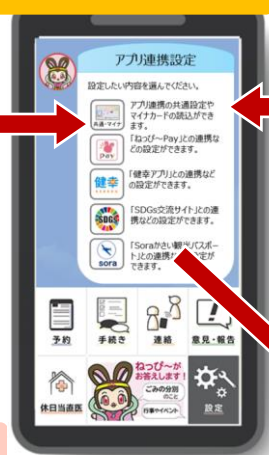 アプリ連携設定
設定したい内容を選んでください。
共通・マイナ
アプリ連携の共通設定や
マイナカードの読込ができ
ます。
Pay
「ねっぴ～Pay」との連携な
どの設定ができます。
健幸
「健幸アプリ」との連携など
の設定ができます。
SDGs
「SDGs交流サイト」との連
携などの設定ができます。
sora
「Soraかさい観光パスポー
ト」との連携
定が
できます。
予約
手続き
連絡
意見・報告
休日当直医
ねっぴ～が
お答えします!
ごみの分別
のこと
行事やイベント
設定